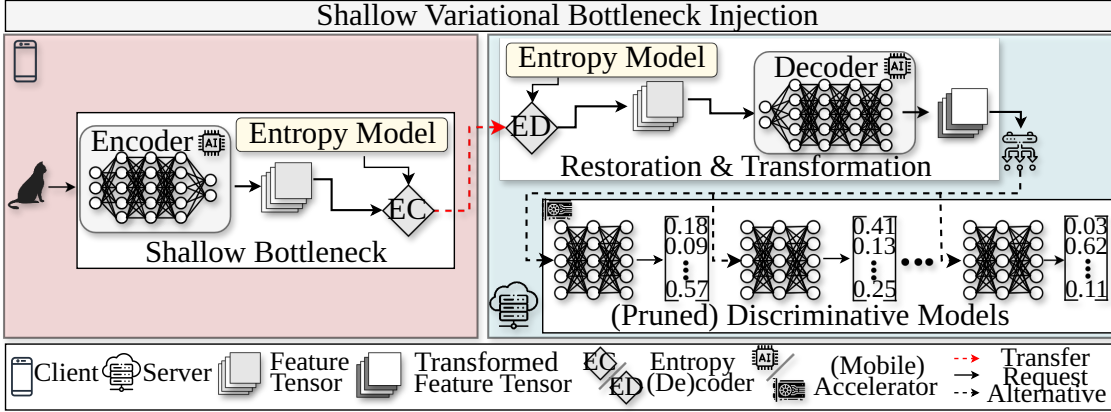 Shallow Variational Bottleneck Injection
Encoder
AI
Entropy Model
EC
Shallow Bottleneck
Entropy Model
ED
Decoder
AI
Restoration & Transformation
0.18
0.09
0.57
0.41
0.13
0.25
0.03
0.62
0.11
(Pruned) Discriminative Models
Client
Server
Feature
Tensor
Transformed
Feature Tensor
EC
ED
Entropy
(De)coder
AI
(Mobile)
Accelerator
Transfer
Request
Alternative